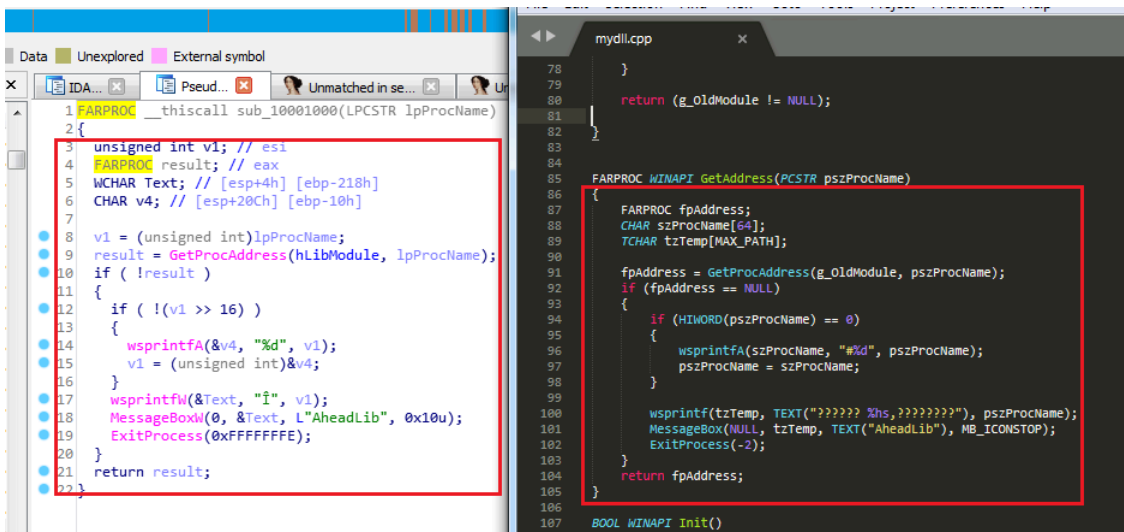 Data Unexplored External symbol
IDA... Pseud... Unmatched in se...
1 FARPROC __thiscall sub_10001000(LPCSTR lpProcName)
2 {
3 unsigned int v1; // esi
4 FARPROC result; // eax
5 WCHAR Text; // [esp+4h] [ebp-218h]
6 CHAR v4; // [esp+20Ch] [ebp-10h]
7
8 v1 = (unsigned int)lpProcName;
9 result = GetProcAddress(hLibModule, lpProcName);
10 if ( !result )
11 {
12 if ( !(v1 >> 16) )
13 {
14 wsprintfA(&v4, "%d", v1);
15 v1 = (unsigned int)&v4;
16 }
17 wsprintfW(&Text, "Î", v1);
18 MessageBoxW(0, &Text, L"AheadLib", 0x10u);
19 ExitProcess(0xFFFFFFFE);
20 }
21 return result;
22 }
mydll.cpp
78 }
79
80 return (g_OldModule != NULL);
81
82 }
83
84
85 FARPROC WINAPI GetAddress(PCSTR pszProcName)
86 {
87 FARPROC fpAddress;
88 CHAR szProcName[64];
89 TCHAR tzTemp[MAX_PATH];
90
91 fpAddress = GetProcAddress(g_OldModule, pszProcName);
92 if (fpAddress == NULL)
93 {
94 if (HIWORD(pszProcName) == 0)
95 {
96 wsprintfA(szProcName, "#%d", pszProcName);
97 pszProcName = szProcName;
98 }
99
100 wsprintf(tzTemp, TEXT("?????? %hs,????????"), pszProcName);
101 MessageBox(NULL, tzTemp, TEXT("AheadLib"), MB_ICONSTOP);
102 ExitProcess(-2);
103 }
104 return fpAddress;
105 }
106
107 BOOL WINAPI Init()